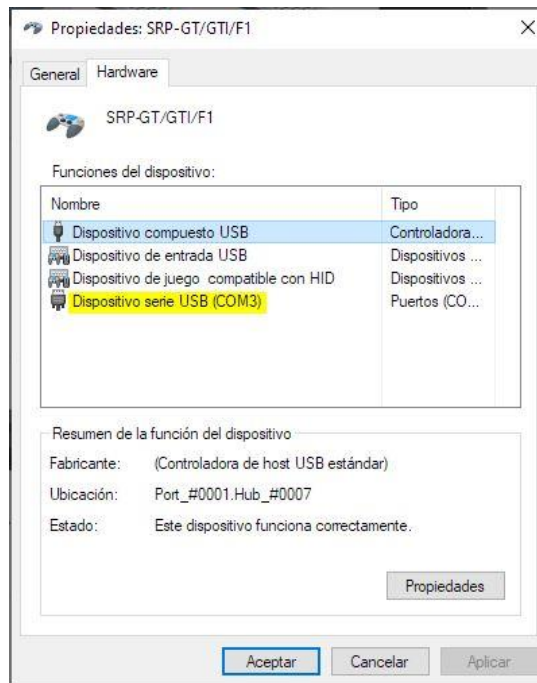 Propiedades: SRP-GT/GTI/F1
General Hardware
SRP-GT/GTI/F1
Funciones del dispositivo:
Nombre Tipo
Dispositivo compuesto USB Controladora...
Dispositivo de entrada USB Dispositivos ...
Dispositivo de juego compatible con HID Dispositivos ...
Dispositivo serie USB (COM3) Puertos (CO...
Resumen de la función del dispositivo
Fabricante: (Controladora de host USB estándar)
Ubicación: Port_#0001.Hub_#0007
Estado: Este dispositivo funciona correctamente.
Propiedades
Aceptar Cancelar Aplicar